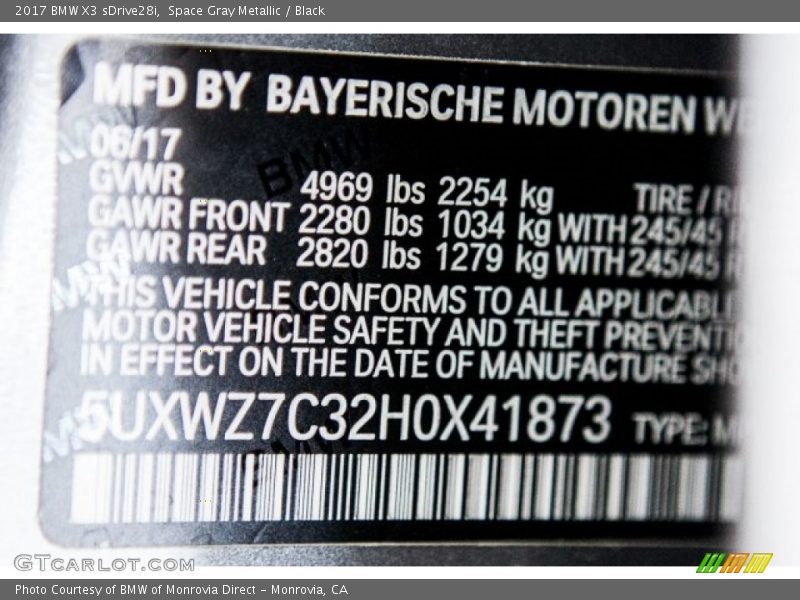 2017 BMW X3 sDrive28i, Space Gray Metallic / Black
MFD BY BAYERISCHE MOTOREN WE
06/17
GVWR 4969 lbs 2254 kg TIRE / RI
GAWR FRONT 2280 lbs 1034 kg WITH 245/45 R
GAWR REAR 2820 lbs 1279 kg WITH 245/45 R
THIS VEHICLE CONFORMS TO ALL APPLICABL
MOTOR VEHICLE SAFETY AND THEFT PREVENTI
IN EFFECT ON THE DATE OF MANUFACTURE SHO
5UXWZ7C32H0X41873 TYPE: M
GTCARLOT.COM
Photo Courtesy of BMW of Monrovia Direct - Monrovia, CA